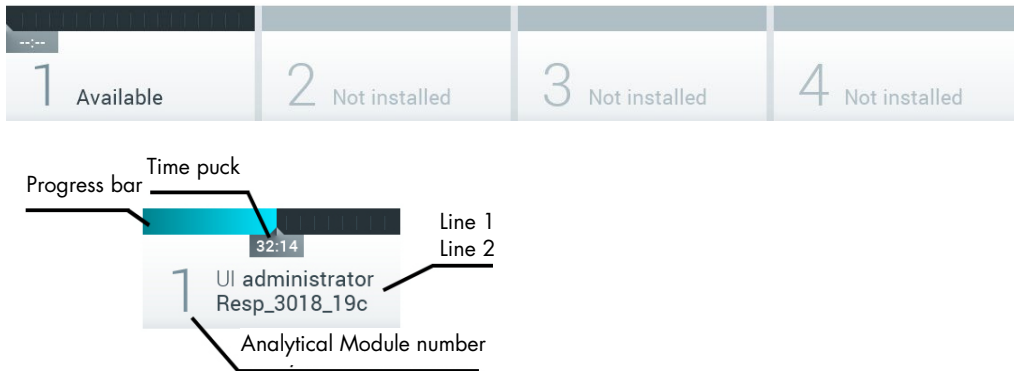 --:--
1 Available
2 Not installed
3 Not installed
4 Not installed
Time puck
Progress bar
Line 1
32:14
Line 2
1 UI administrator
Resp_3018_19c
Analytical Module number